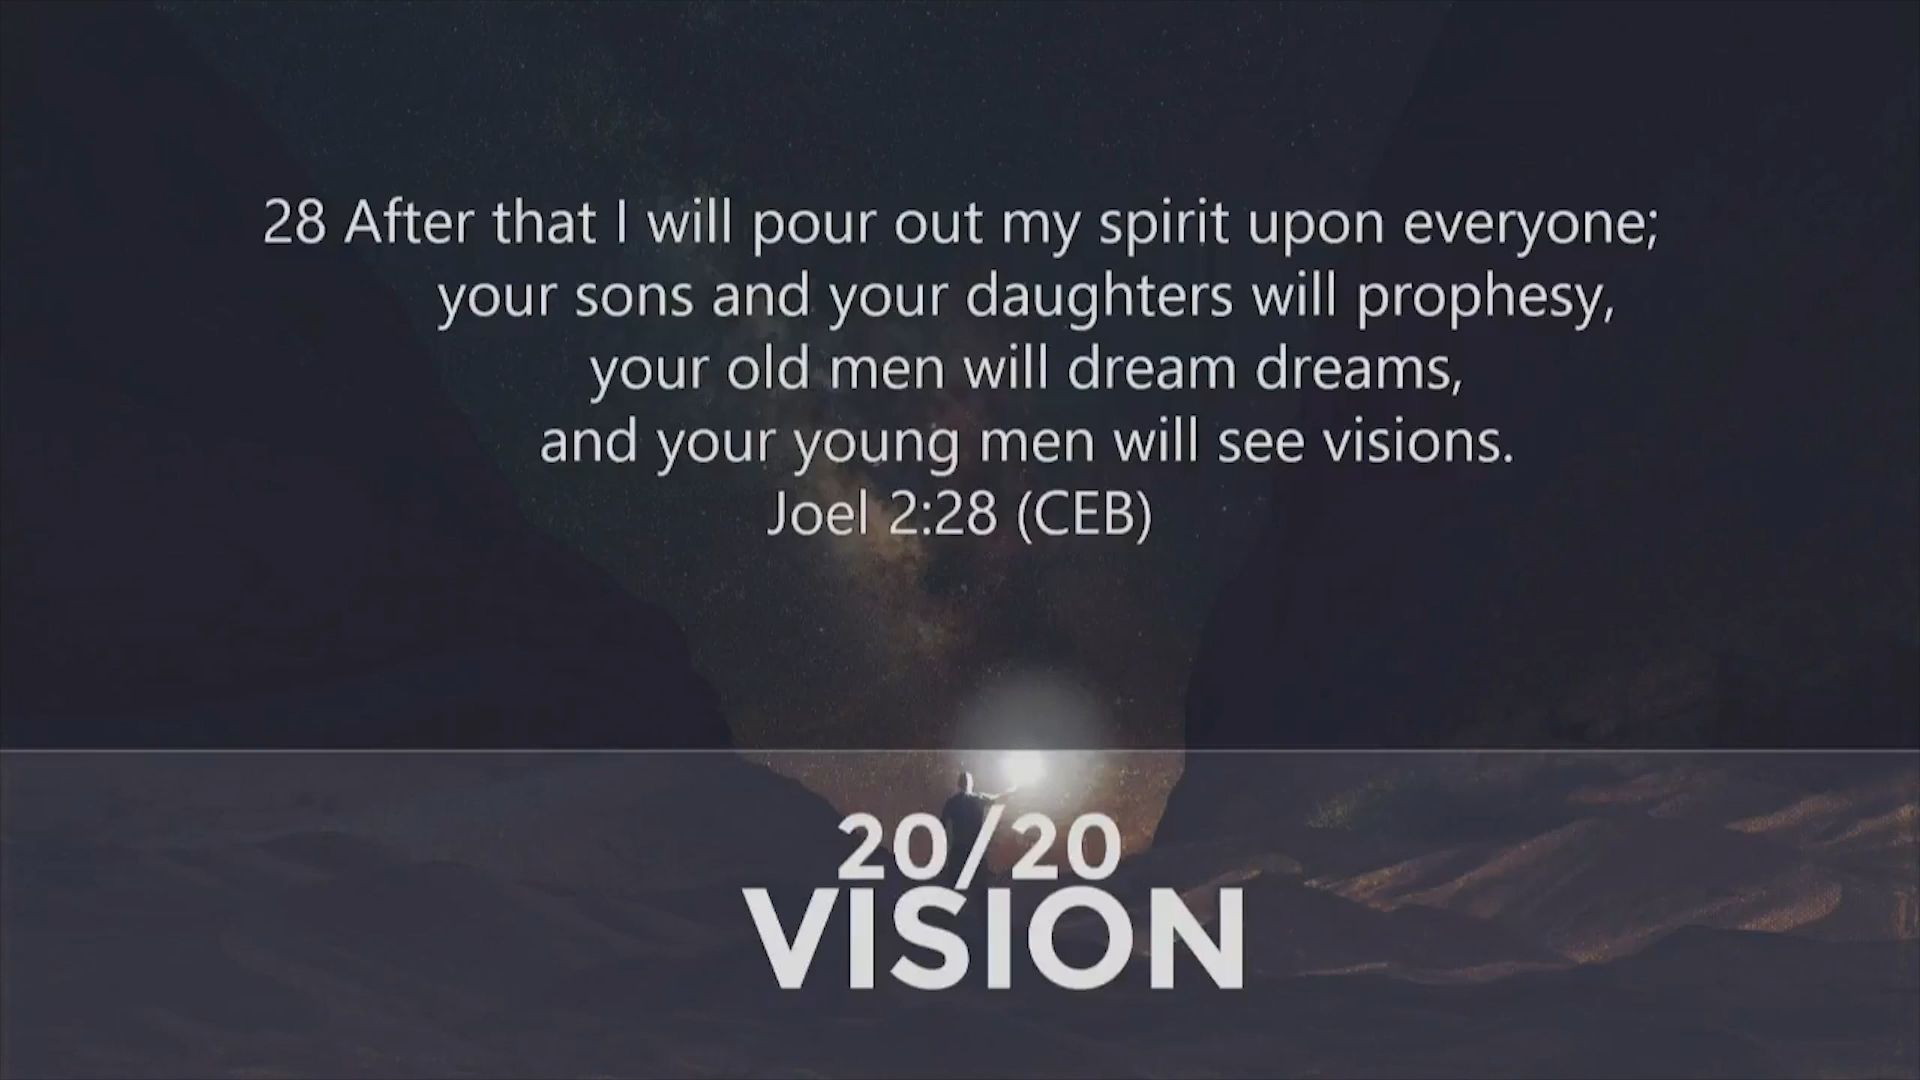 28 After that I will pour out my spirit upon everyone;
your sons and your daughters will prophesy,
your old men will dream dreams,
and your young men will see visions.
Joel 2:28 (CEB)
20/20
VISION